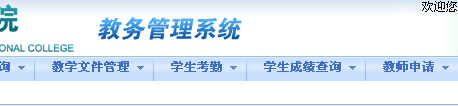 院 教务管理系统 欢迎您
ONAL COLLEGE
询 教学文件管理 学生考勤 学生成绩查询 教师申请